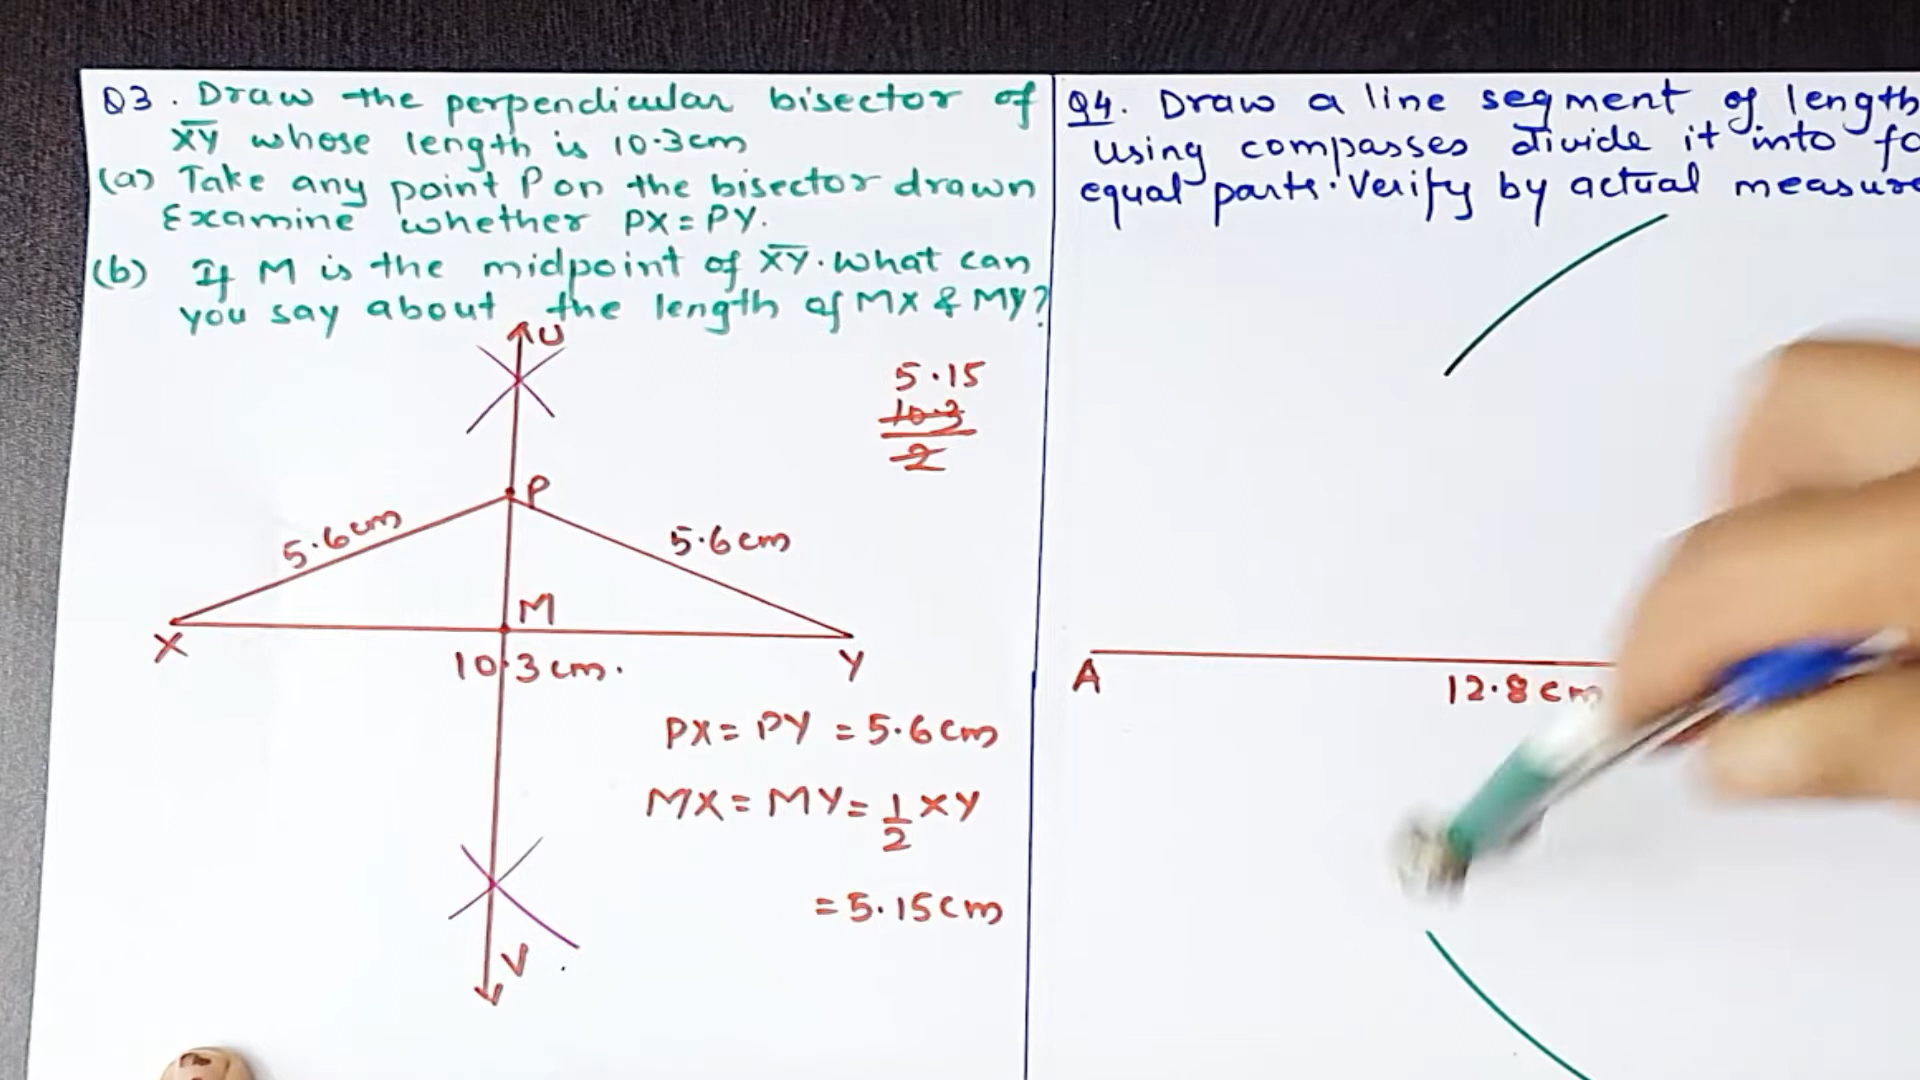 Q3. Draw the perpendicular bisector of
XY whose length is 10.3cm
(a) Take any point P on the bisector drawn
Examine whether PX = PY.
(b) If M is the midpoint of XY. What can
you say about the length of MX & MY?
U
5.15
10.3
2
P
5.6cm
5.6cm
M
X
Y
10.3cm.
PX = PY = 5.6cm
MX = MY = 1/2 XY
= 5.15cm
V
Q4. Draw a line segment of length
using compasses divide it into
equal parts. Verify by actual
A
12.8cm